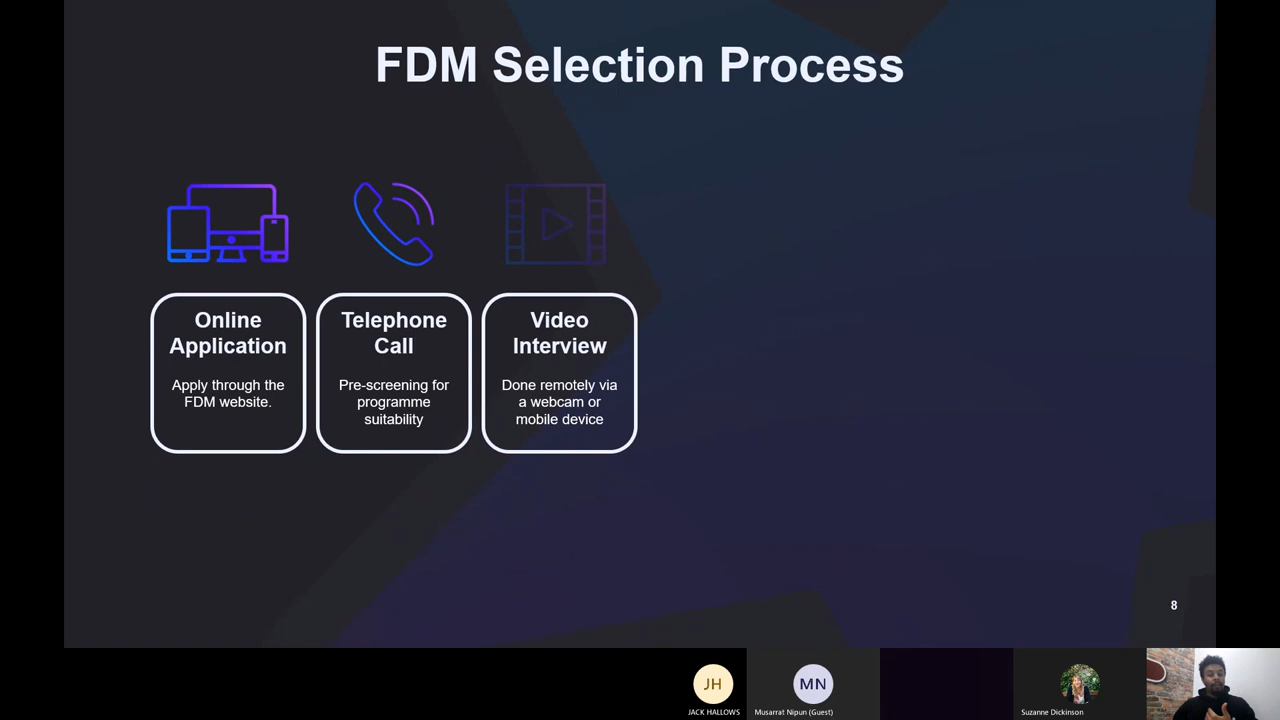 FDM Selection Process
Online
Application
Apply through the
FDM website.
Telephone
Call
Pre-screening for
programme
suitability
Video
Interview
Done remotely via
a webcam or
mobile device
8
JH
JACK HALLOWS
MN
Musarrat Nipun (Guest)
Suzanne Dickinson